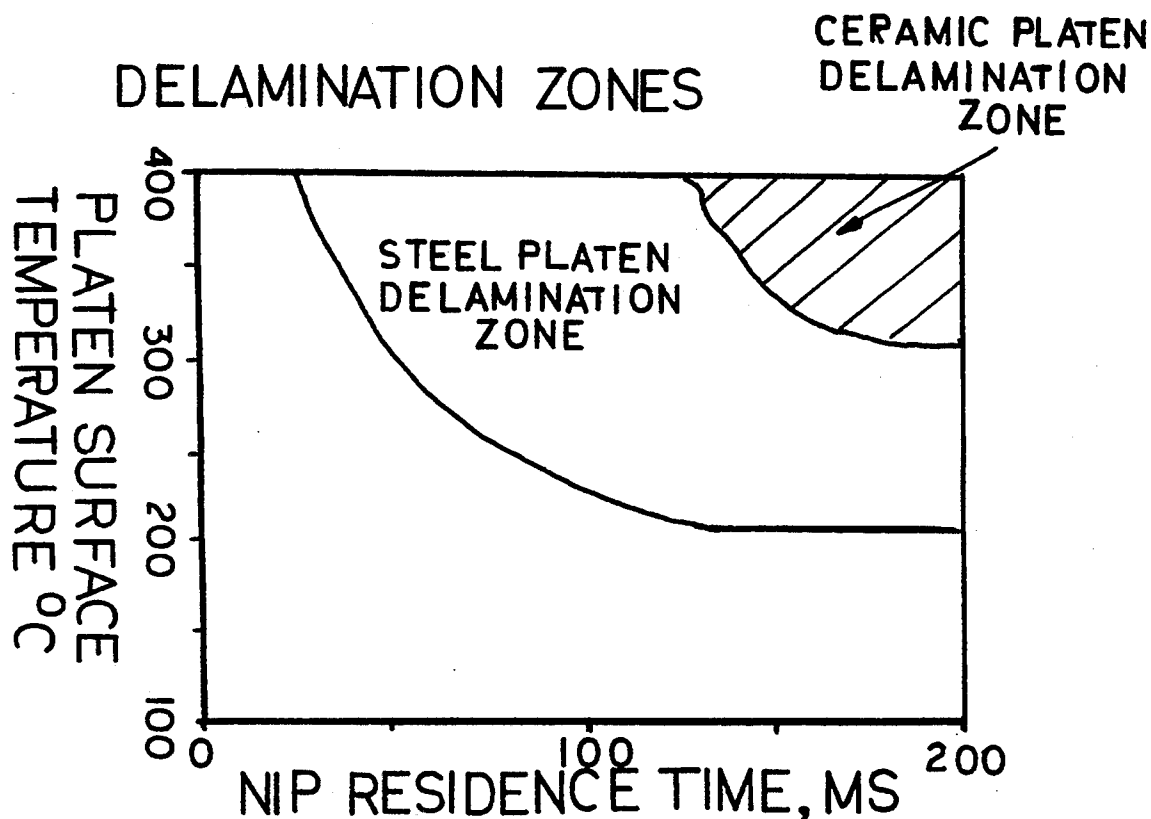 CERAMIC PLATEN
DELAMINATION
ZONE
DELAMINATION ZONES
STEEL PLATEN
DELAMINATION
ZONE
PLATEN SURFACE
TEMPERATURE °C
400
300
200
100
0
100
200
NIP RESIDENCE TIME, MS